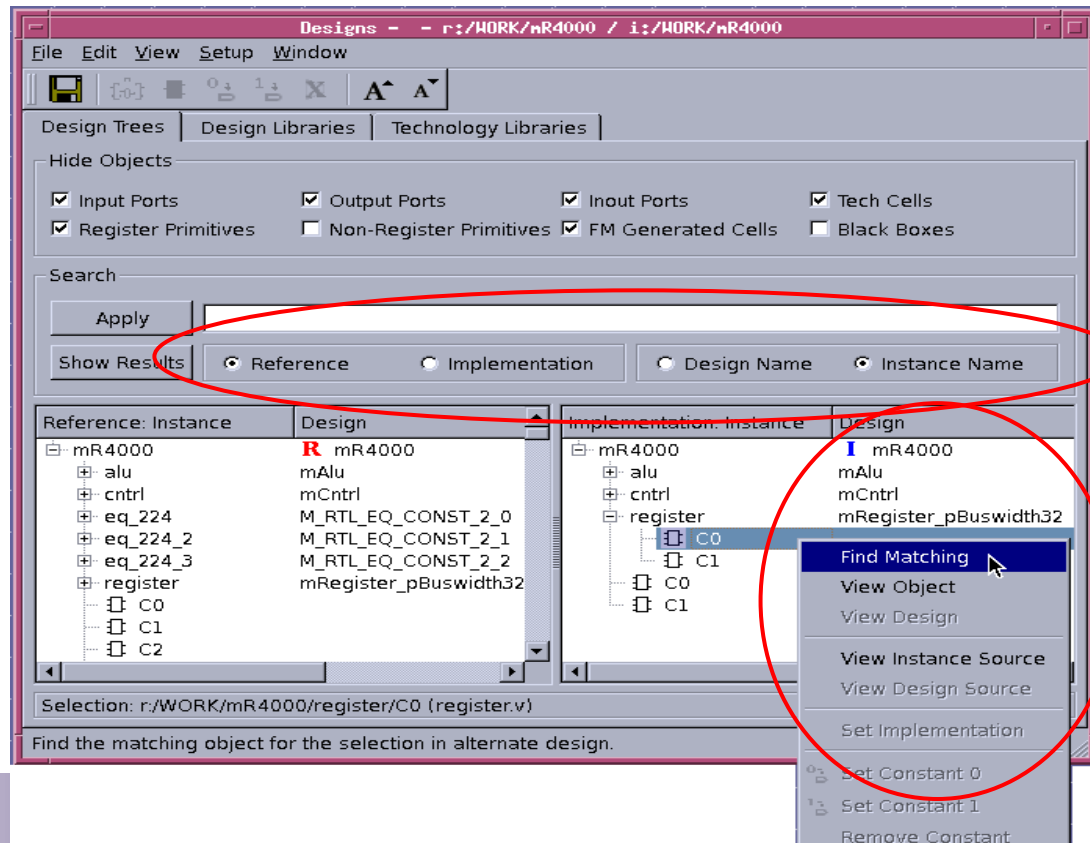 Designs - - r:/WORK/mR4000 / i:/WORK/mR4000
File Edit View Setup Window
A A
Design Trees Design Libraries Technology Libraries
Hide Objects
Input Ports Output Ports Inout Ports Tech Cells
Register Primitives Non-Register Primitives FM Generated Cells Black Boxes
Search
Apply
Show Results Reference Implementation Design Name Instance Name
Reference: Instance Design Implementation: Instance Design
mR4000 R mR4000 mR4000 I mR4000
alu mAlu alu mAlu
cntrl mCntrl cntrl mCntrl
eq_224 M_RTL_EQ_CONST_2_0 register mRegister_pBuswidth32
eq_224_2 M_RTL_EQ_CONST_2_1 C0
eq_224_3 M_RTL_EQ_CONST_2_2 C1
register mRegister_pBuswidth32 C0
C0 C1
C1
C2
Find Matching
View Object
View Design
View Instance Source
View Design Source
Set Implementation
Set Constant 0
Set Constant 1
Remove Constant
Selection: r:/WORK/mR4000/register/C0 (register.v)
Find the matching object for the selection in alternate design.